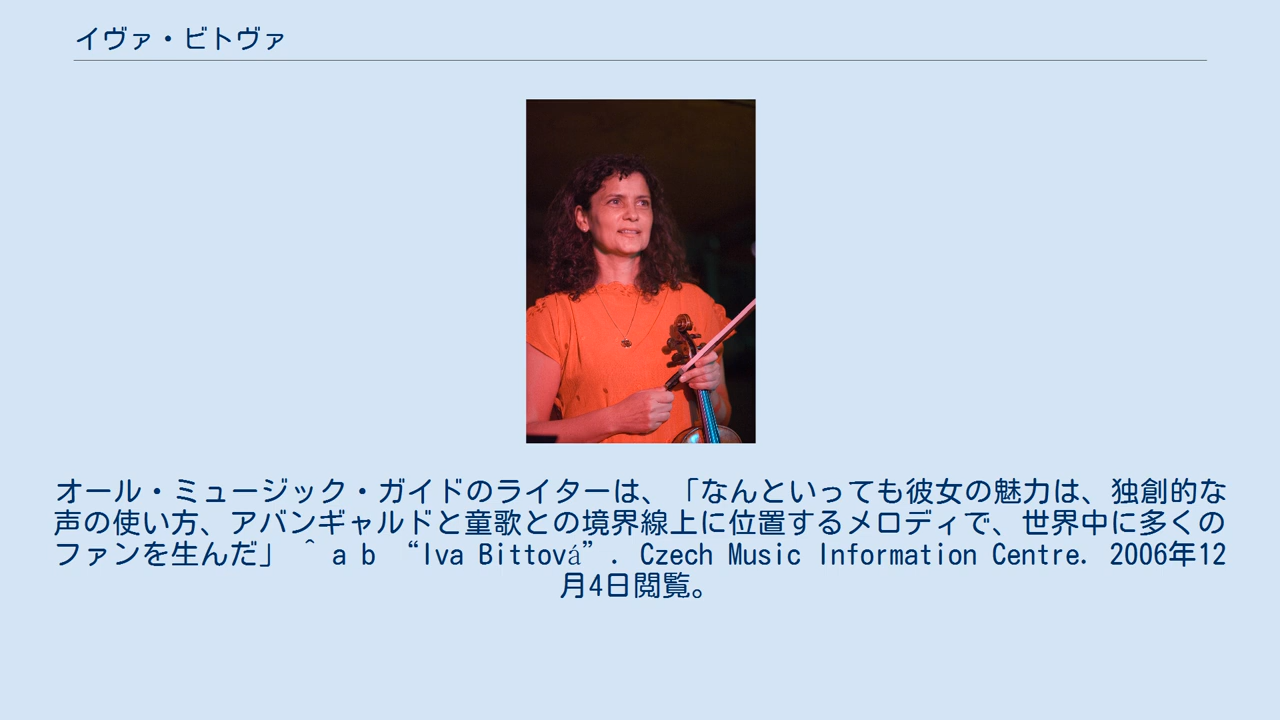 イヴァ・ビトヴァ
オール・ミュージック・ガイドのライターは、「なんといっても彼女の魅力は、独創的な
声の使い方、アバンギャルドと童歌との境界線上に位置するメロディで、世界中に多くの
ファンを生んだ」 ^ a b “Iva Bittová”. Czech Music Information Centre. 2006年12
月4日閲覧。